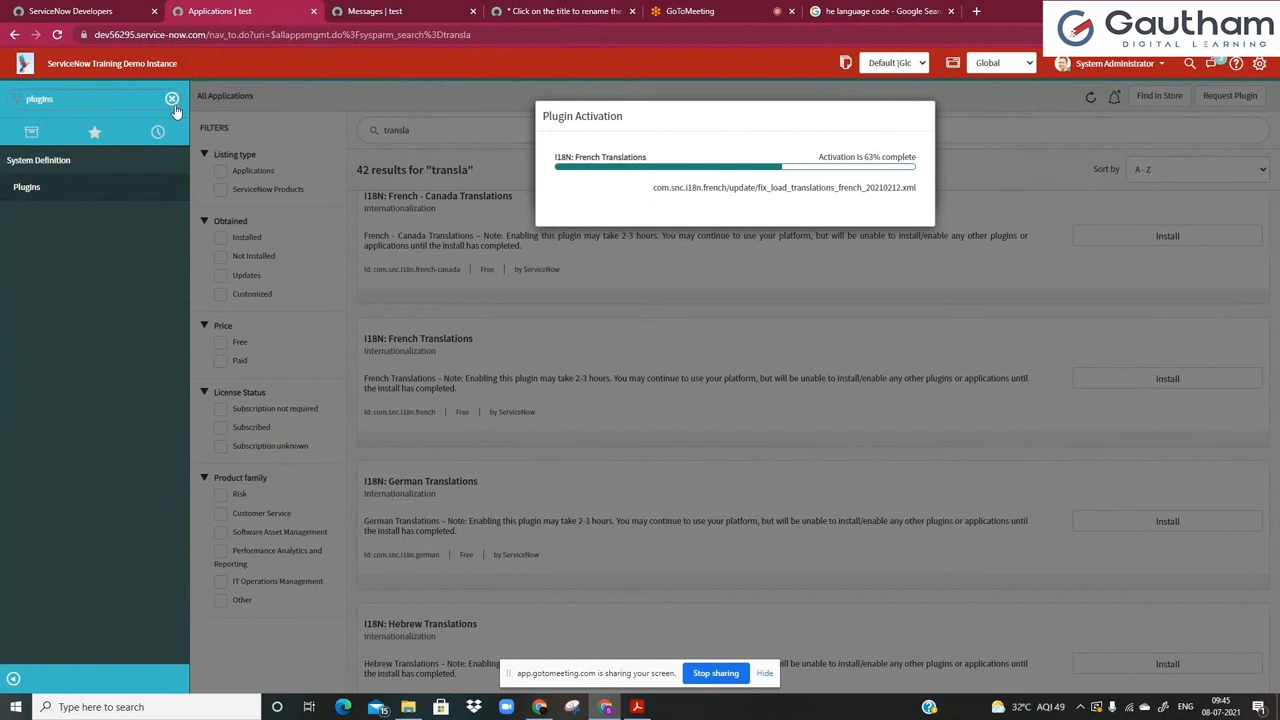 ServiceNow Developers
Applications | test
Messages | test
* "Click on the title to rename th
GoToMeeting
he language code - Google Sear
dev56295.service-now.com/nav_to.do?uri=$allappsmgmt.do%3Fsysparm_search%3Dtransla
Gautham
DIGITAL LEARNING
ServiceNow Training Demo Instance
Default [Glc
Global
System Administrator
plugins
System Definition
Plugins
All Applications
Find in Store
Request Plugin
FILTERS
Listing type
Applications
ServiceNow Products
Obtained
Installed
Not Installed
Updates
Customized
Price
Free
Paid
License Status
Subscription not required
Subscribed
Subscription unknown
Product family
Risk
Customer Service
Software Asset Management
Performance Analytics and
Reporting
IT Operations Management
Other
transla
42 results for "transla"
Sort by
A - Z
Plugin Activation
I18N: French Translations
Activation is 63% complete
com.snc.i18n.french/update/fix_load_translations_french_20210212.xml
I18N: French - Canada Translations
Internationalization
French - Canada Translations – Note: Enabling this plugin may take 2-3 hours. You may continue to use your platform, but will be unable to install/enable any other plugins or
applications until the install has completed.
Id: com.snc.i18n.french-canada | Free | by ServiceNow
Install
I18N: French Translations
Internationalization
French Translations – Note: Enabling this plugin may take 2-3 hours. You may continue to use your platform, but will be unable to install/enable any other plugins or applications until
the install has completed.
Id: com.snc.i18n.french | Free | by ServiceNow
Install
I18N: German Translations
Internationalization
German Translations – Note: Enabling this plugin may take 2-3 hours. You may continue to use your platform, but will be unable to install/enable any other plugins or applications until
the install has completed.
Id: com.snc.i18n.german | Free | by ServiceNow
Install
I18N: Hebrew Translations
Internationalization
Hebrew Translations – Note: Enabling
u may continue to use your platform, but will be unable to install/enable any other plugins or applications
until the install has completed.
Install
app.gotomeeting.com is sharing your screen.
Stop sharing
Hide
Type here to search
15
32°C AQI 49
09:45
08-07-2021